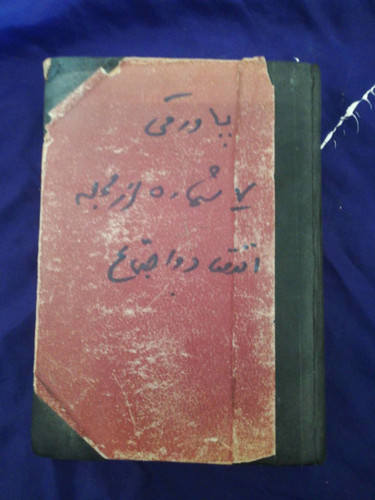 پاورقی
۷ شماره از مجله
اقتصاد و اجتماع